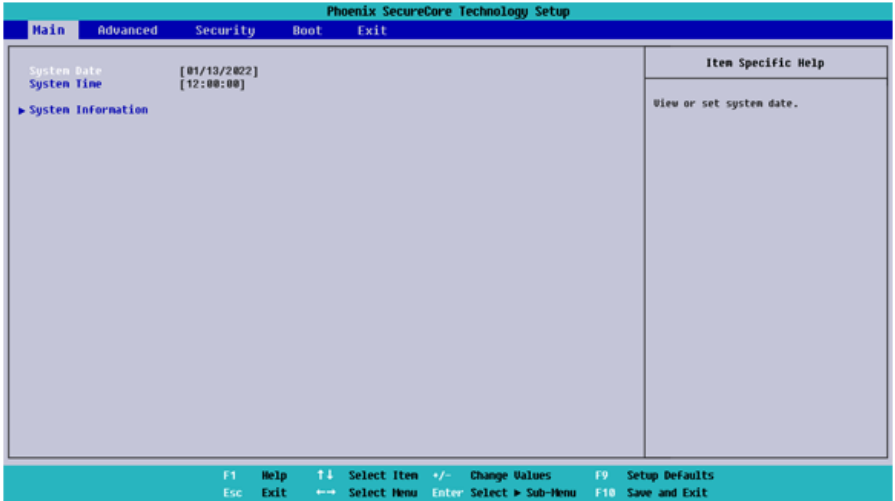 Phoenix SecureCore Technology Setup
Main Advanced Security Boot Exit
System Date [01/13/2022]
System Time [12:00:00]
▶ System Information
Item Specific Help
View or set system date.
F1 Help ↑↓ Select Item +/- Change Values F9 Setup Defaults
Esc Exit ←→ Select Menu Enter Select ▶ Sub-Menu F10 Save and Exit